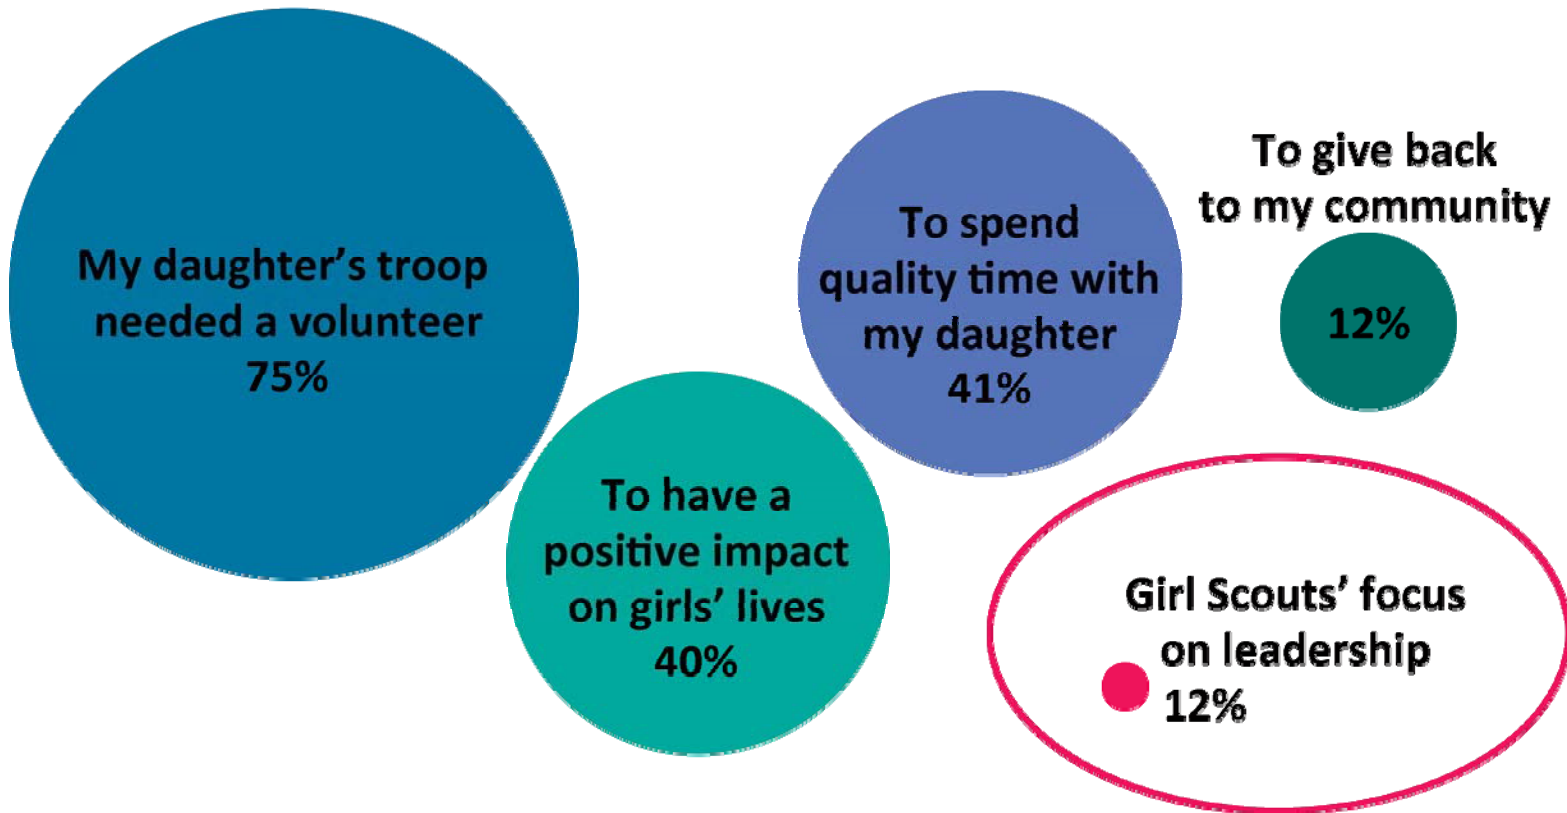 My daughter’s troop
needed a volunteer
75%
To have a
positive impact
on girls’ lives
40%
To spend
quality time with
my daughter
41%
To give back
to my community
12%
Girl Scouts’ focus
on leadership
12%